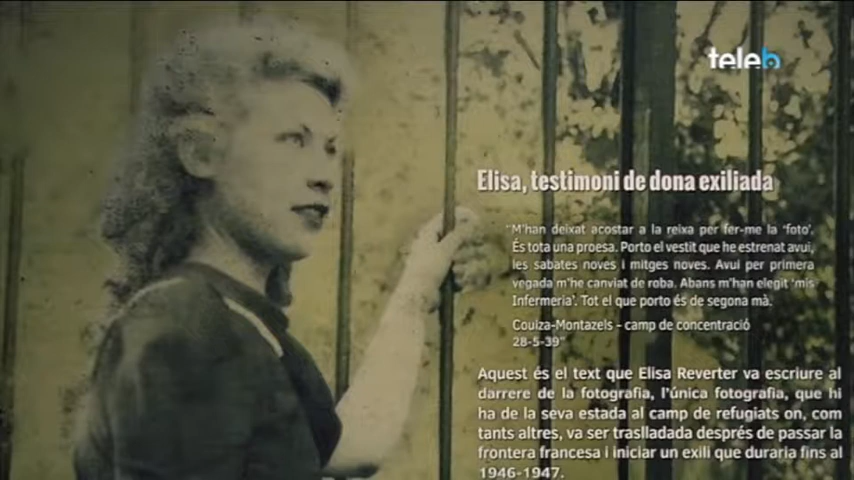 teleb
Elisa, testimoni de dona exiliada
"M'han deixat acostar a la reixa per fer-me la 'foto'.
És tota una proesa. Porto el vestit que he estrenat avui,
les sabates noves i mitges noves. Avui per primera
vegada m'he canviat de roba. Abans m'han elegit 'mis
Infermeria'. Tot el que porto és de segona mà.
Couiza-Montazels - camp de concentració
28-5-39"
Aquest és el text que Elisa Reverter va escriure al
darrere de la fotografia, l'única fotografia, que hi
ha de la seva estada al camp de refugiats on, com
tants altres, va ser traslladada després de passar la
frontera francesa i iniciar un exili que duraria fins al
1946-1947.